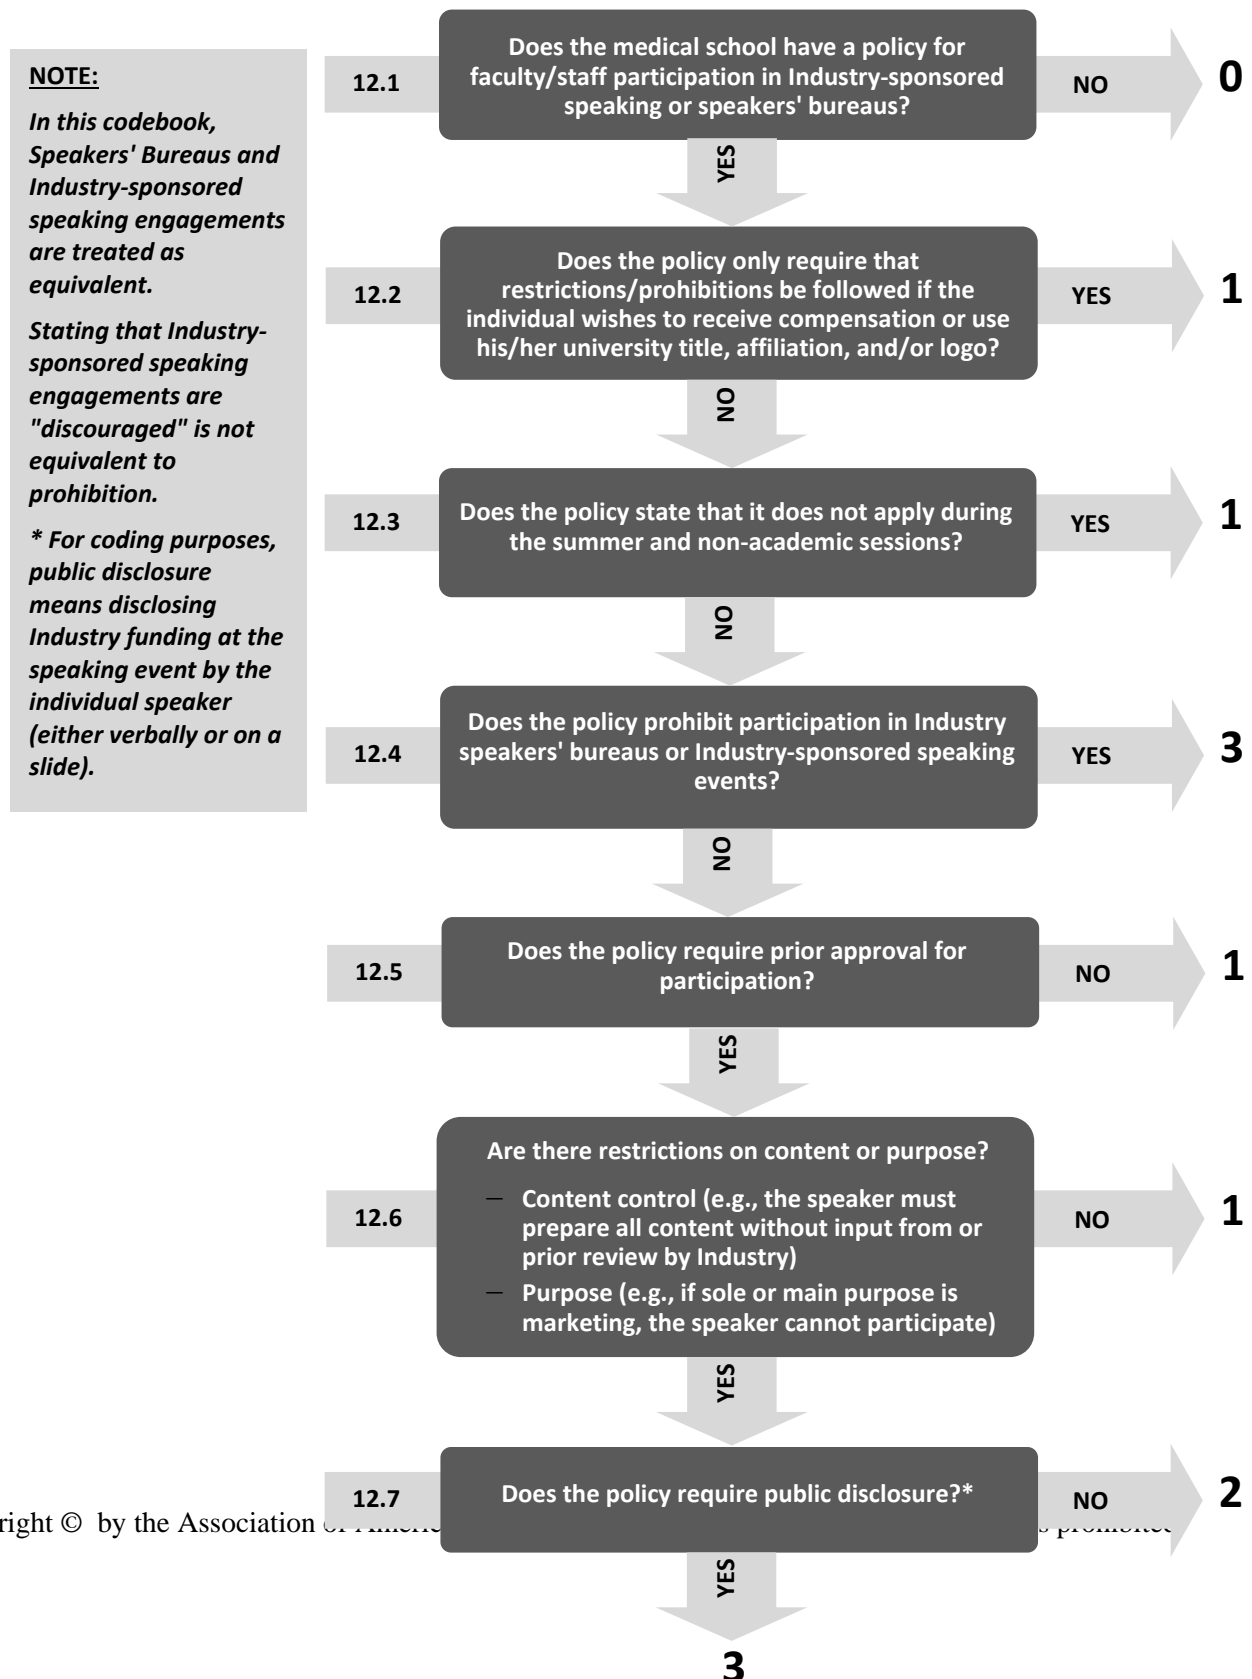 NOTE:
In this codebook,
Speakers' Bureaus and
Industry-sponsored
speaking engagements
are treated as
equivalent.
Stating that Industry-
sponsored speaking
engagements are
"discouraged" is not
equivalent to
prohibition.
* For coding purposes,
public disclosure
means disclosing
Industry funding at the
speaking event by the
individual speaker
(either verbally or on a
slide).
12.1
Does the medical school have a policy for
faculty/staff participation in Industry-sponsored
speaking or speakers' bureaus?
NO
0
YES
12.2
Does the policy only require that
restrictions/prohibitions be followed if the
individual wishes to receive compensation or use
his/her university title, affiliation, and/or logo?
YES
1
NO
12.3
Does the policy state that it does not apply during
the summer and non-academic sessions?
YES
1
NO
12.4
Does the policy prohibit participation in Industry
speakers' bureaus or Industry-sponsored speaking
events?
YES
3
NO
12.5
Does the policy require prior approval for
participation?
NO
1
YES
12.6
Are there restrictions on content or purpose?
– Content control (e.g., the speaker must
prepare all content without input from or
prior review by Industry)
– Purpose (e.g., if sole or main purpose is
marketing, the speaker cannot participate)
NO
1
YES
12.7
Does the policy require public disclosure?*
NO
2
right © by the Association
YES
3